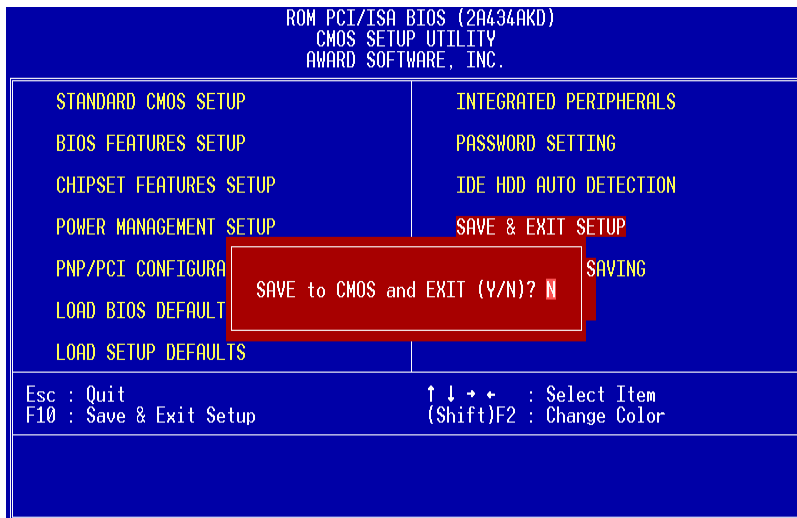 ROM PCI/ISA BIOS (2A434AKD)
CMOS SETUP UTILITY
AWARD SOFTWARE, INC.
STANDARD CMOS SETUP
BIOS FEATURES SETUP
CHIPSET FEATURES SETUP
POWER MANAGEMENT SETUP
PNP/PCI CONFIGURA
LOAD BIOS DEFAULT
LOAD SETUP DEFAULTS
INTEGRATED PERIPHERALS
PASSWORD SETTING
IDE HDD AUTO DETECTION
SAVE & EXIT SETUP
SAVING
SAVE to CMOS and EXIT (Y/N)? N
Esc : Quit
F10 : Save & Exit Setup
↑ ↓ → ← : Select Item
(Shift)F2 : Change Color